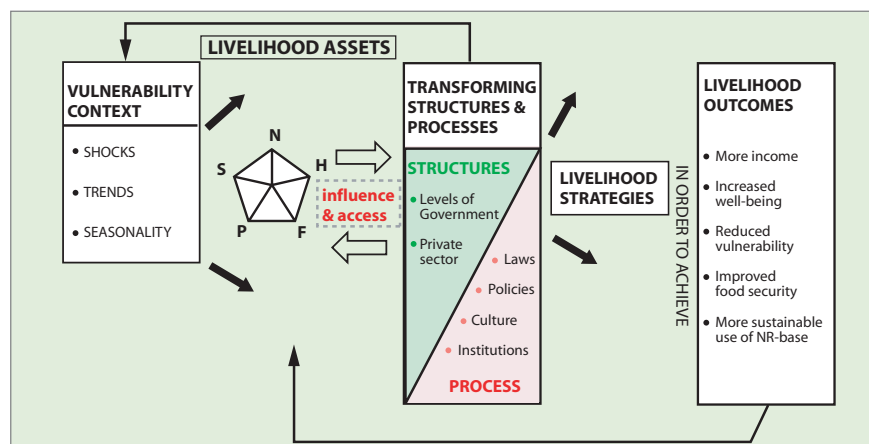 LIVELIHOOD ASSETS
VULNERABILITY
CONTEXT
• SHOCKS
• TRENDS
• SEASONALITY
N
S
H
P
F
influence
& access
TRANSFORMING
STRUCTURES &
PROCESSES
STRUCTURES
• Levels of
Government
• Private
sector
• Laws
• Policies
• Culture
• Institutions
PROCESS
LIVELIHOOD
STRATEGIES
IN ORDER TO ACHIEVE
LIVELIHOOD
OUTCOMES
• More income
• Increased
well-being
• Reduced
vulnerability
• Improved
food security
• More sustainable
use of NR-base